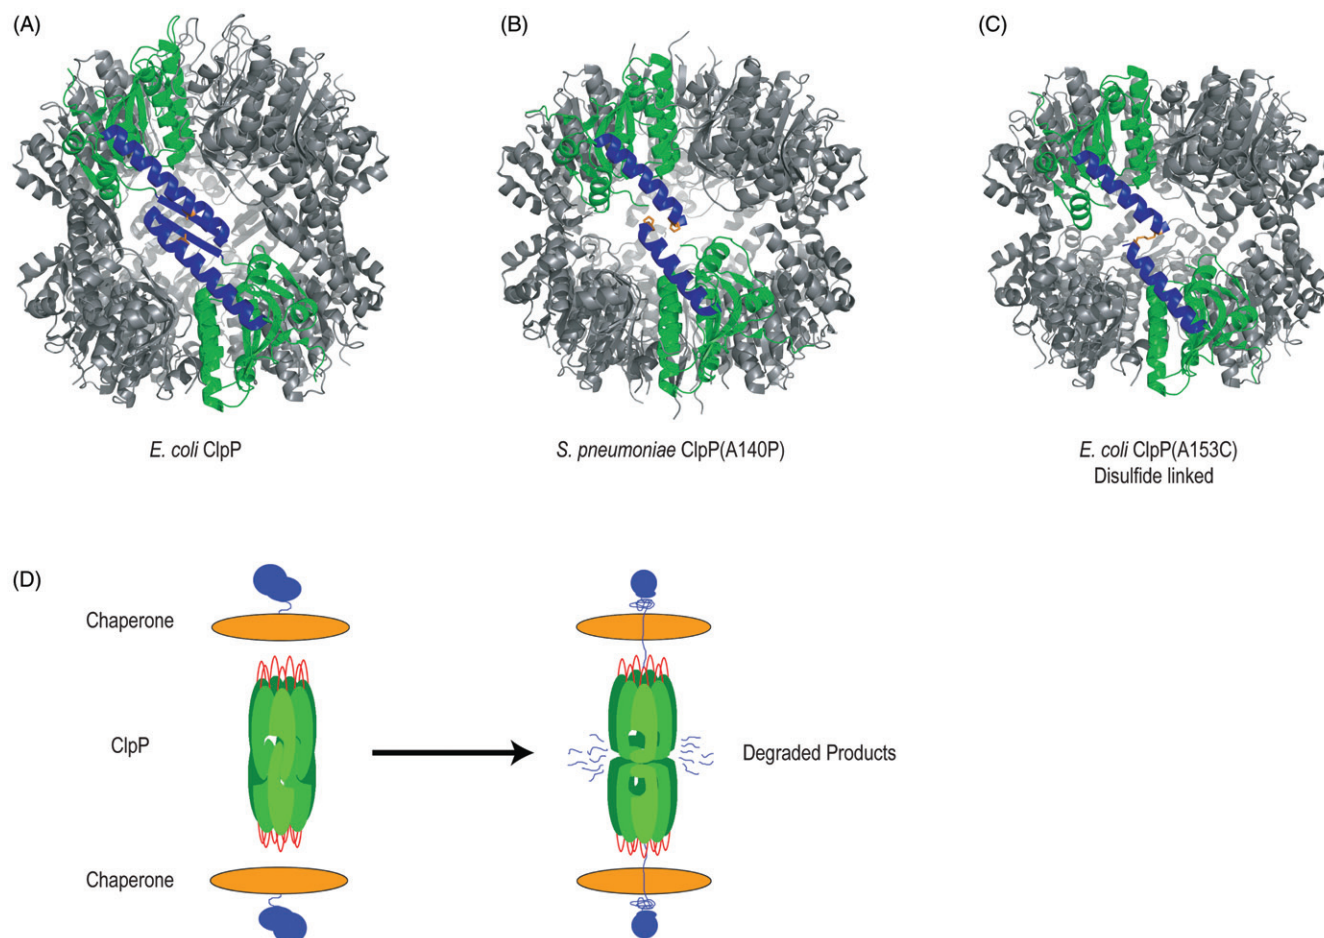 (A)
(B)
(C)
E. coli ClpP
S. pneumoniae ClpP(A140P)
E. coli ClpP(A153C)
Disulfide linked
(D)
Chaperone
ClpP
Degraded Products
Chaperone